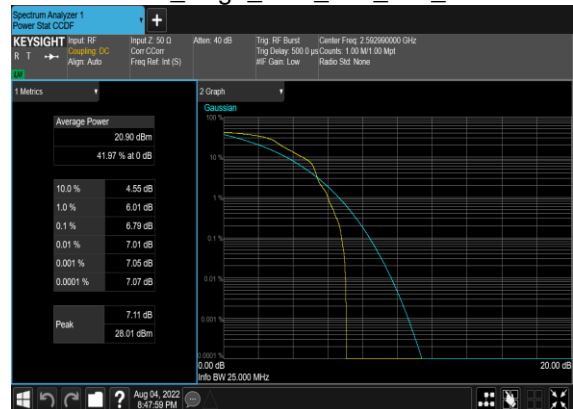 Spectrum Analyzer 1
Power Stat CCDF
+
KEYSIGHT
R T
LXI
Input: RF
Coupling: DC
Align: Auto
Input Z: 50 Ω
Corr CCorr
Freq Ref: Int (S)
Atten: 40 dB
Trig: RF Burst
Trig Delay: 500.0 µs
#IF Gain: Low
Center Freq: 2.592990000 GHz
Counts: 1.00 M/1.00 Mpt
Radio Std: None
1 Metrics
Average Power
20.90 dBm
41.97 % at 0 dB
10.0 % 4.55 dB
1.0 % 6.01 dB
0.1 % 6.79 dB
0.01 % 7.01 dB
0.001 % 7.05 dB
0.0001 % 7.07 dB
Peak
7.11 dB
28.01 dBm
2 Graph
Gaussian
100 %
10 %
1 %
0.1 %
0.01 %
0.001 %
0.0001 %
0.00 dB 20.00 dB
Info BW 25.000 MHz
?
Aug 04, 2022
8:47:59 PM